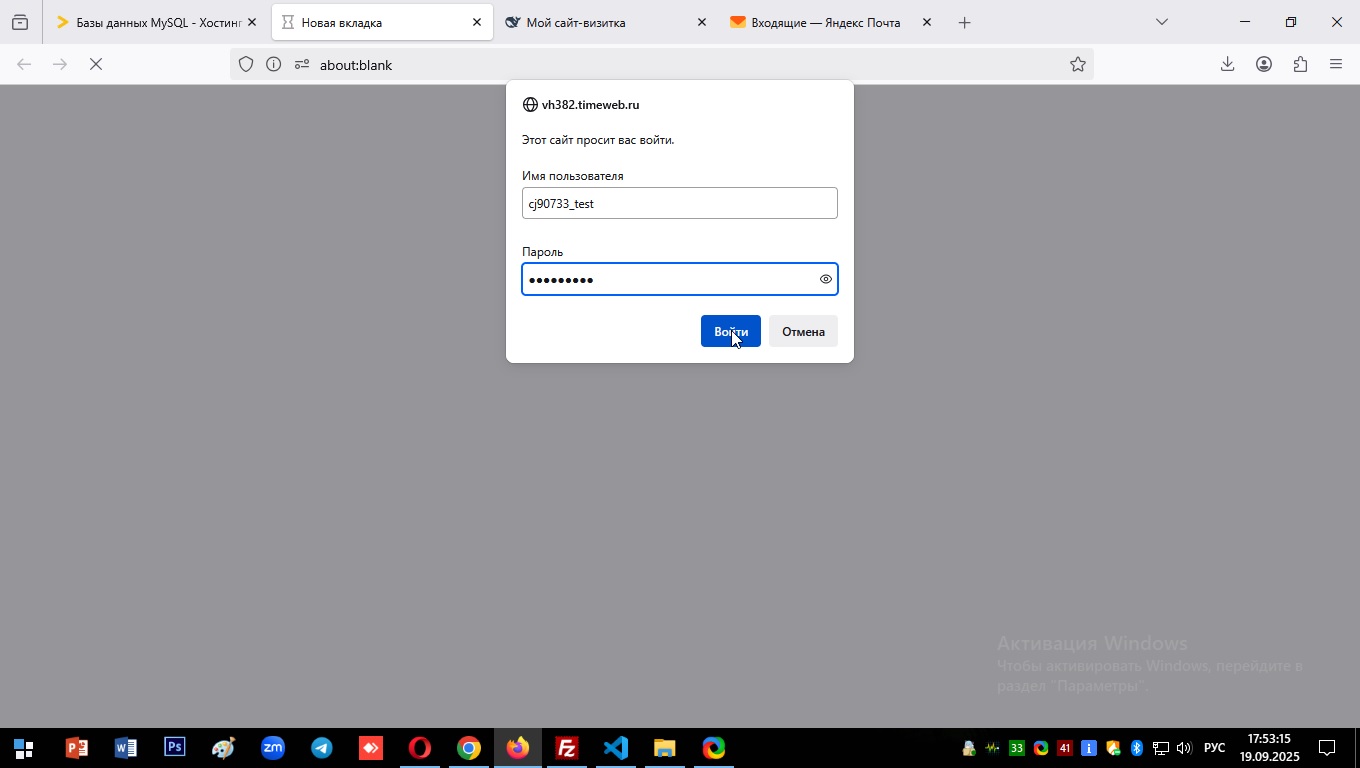 Базы данных MySQL - Хостинг
Новая вкладка
Мой сайт-визитка
Входящие — Яндекс Почта
about:blank
vh382.timeweb.ru
Этот сайт просит вас войти.
Имя пользователя
cj90733_test
Пароль
●●●●●●●●●
Войти
Отмена
Активация Windows
Чтобы активировать Windows, перейдите в
раздел "Параметры".
33
41
РУС
17:53:15
19.09.2025